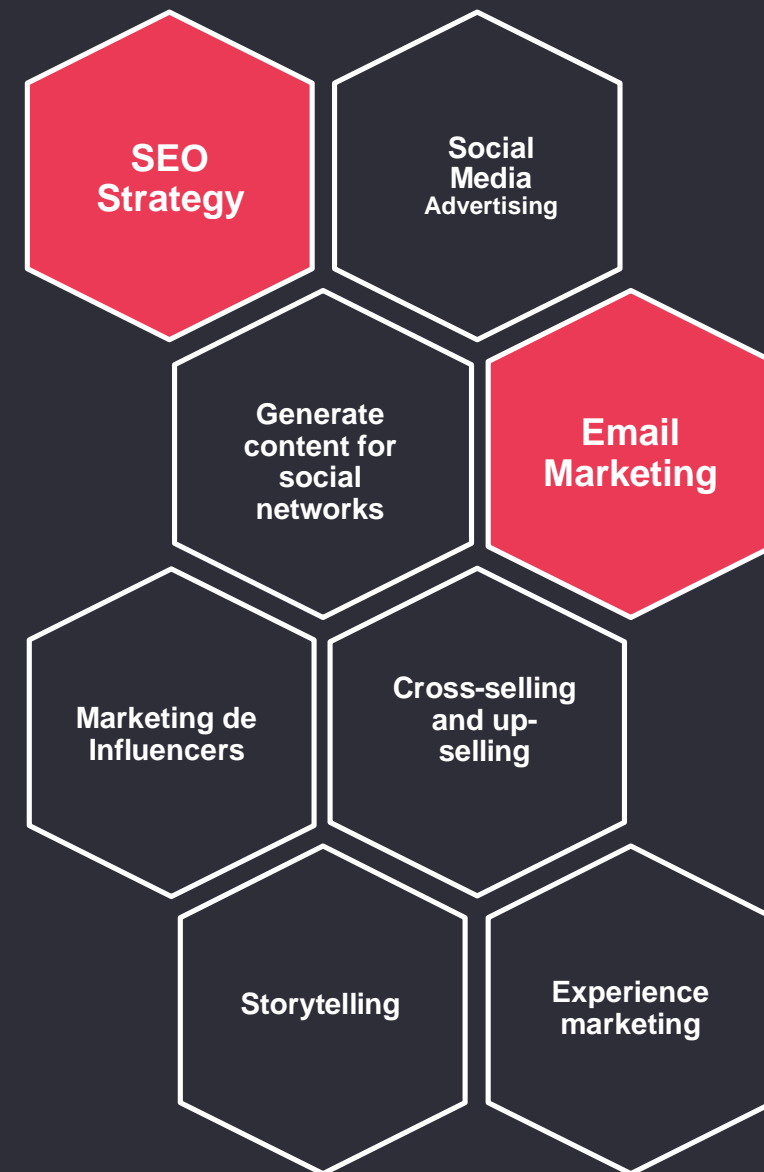 SEO
Strategy
Social
Media
Advertising
Generate
content for
social
networks
Email
Marketing
Marketing de
Influencers
Cross-selling
and up-
selling
Storytelling
Experience
marketing